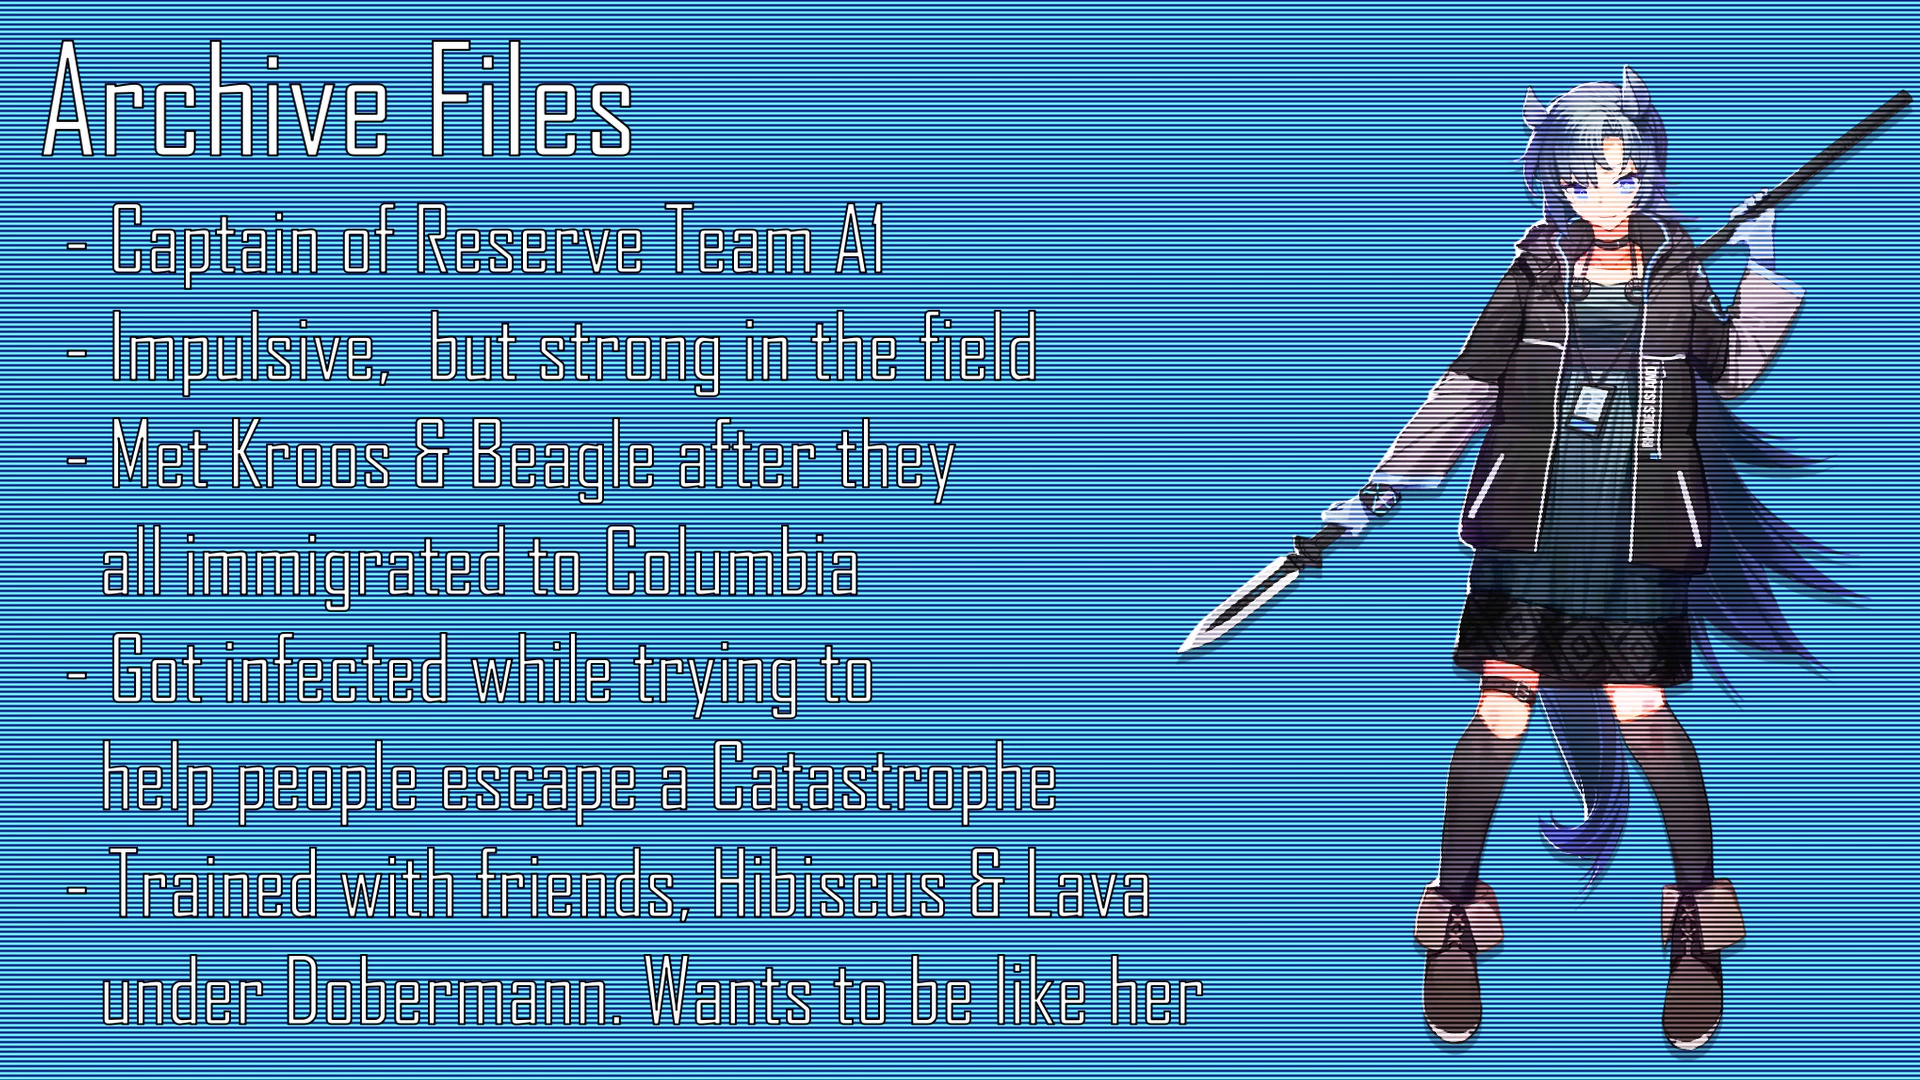 Archive Files
- Captain of Reserve Team A1
- Impulsive,  but strong in the field
- Met Kroos & Beagle after they
all immigrated to Columbia
- Got infected while trying to
help people escape a Catastrophe
- Trained with friends, Hibiscus & Lava
under Dobermann. Wants to be like her
RHODES ISLAND